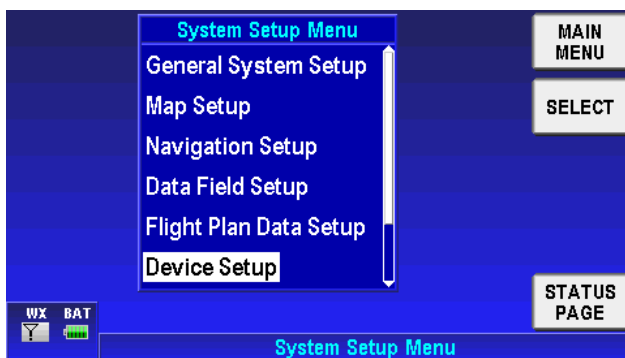 System Setup Menu
General System Setup
Map Setup
Navigation Setup
Data Field Setup
Flight Plan Data Setup
Device Setup
MAIN
MENU
SELECT
STATUS
PAGE
WX BAT
System Setup Menu